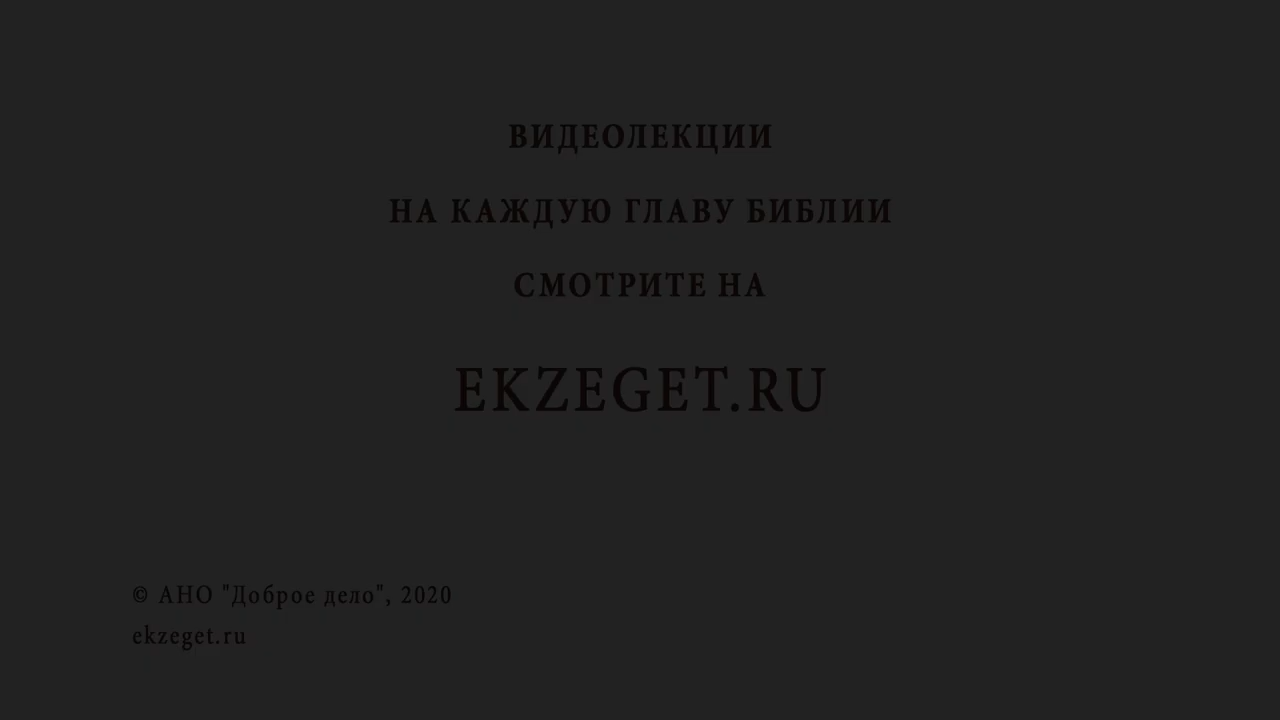 ВИДЕОЛЕКЦИИ
НА КАЖДУЮ ГЛАВУ БИБЛИИ
СМОТРИТЕ НА
EKZEGET.RU
© АНО "Доброе дело", 2020
ekzeget.ru